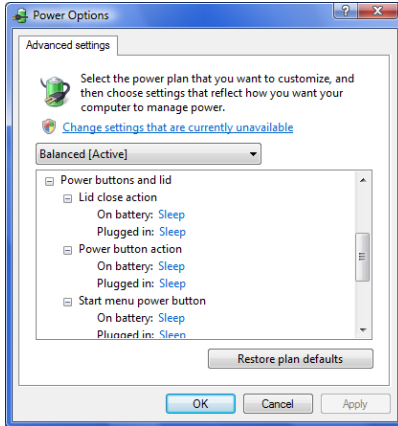 Power Options
Advanced settings
Select the power plan that you want to customize, and
then choose settings that reflect how you want your
computer to manage power.
Change settings that are currently unavailable
Balanced [Active]
Power buttons and lid
Lid close action
On battery: Sleep
Plugged in: Sleep
Power button action
On battery: Sleep
Plugged in: Sleep
Start menu power button
On battery: Sleep
Plugged in: Sleep
Restore plan defaults
OK Cancel Apply